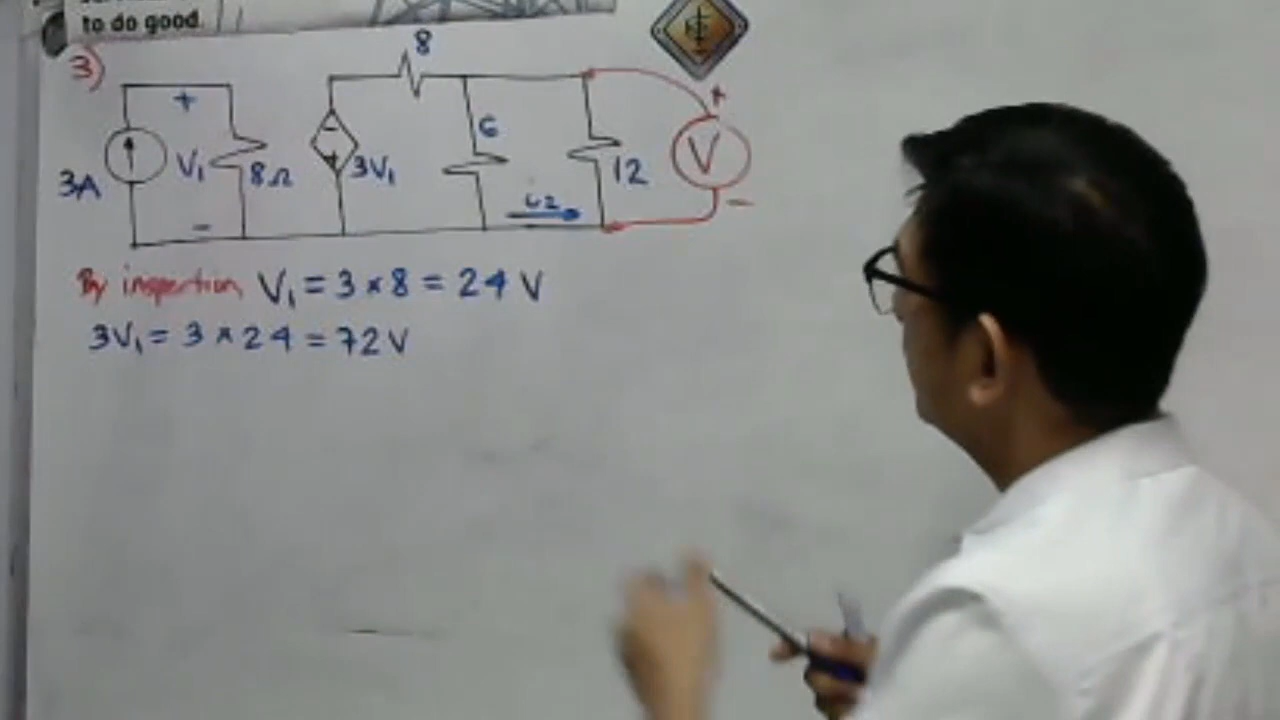 to do good.
3)
8
+
6
+
V
3A
V₁
8Ω
-
+
3V₁
12
-
i2
-
By inspection, V₁ = 3 × 8 = 24 V
3V₁ = 3 × 24 = 72 V